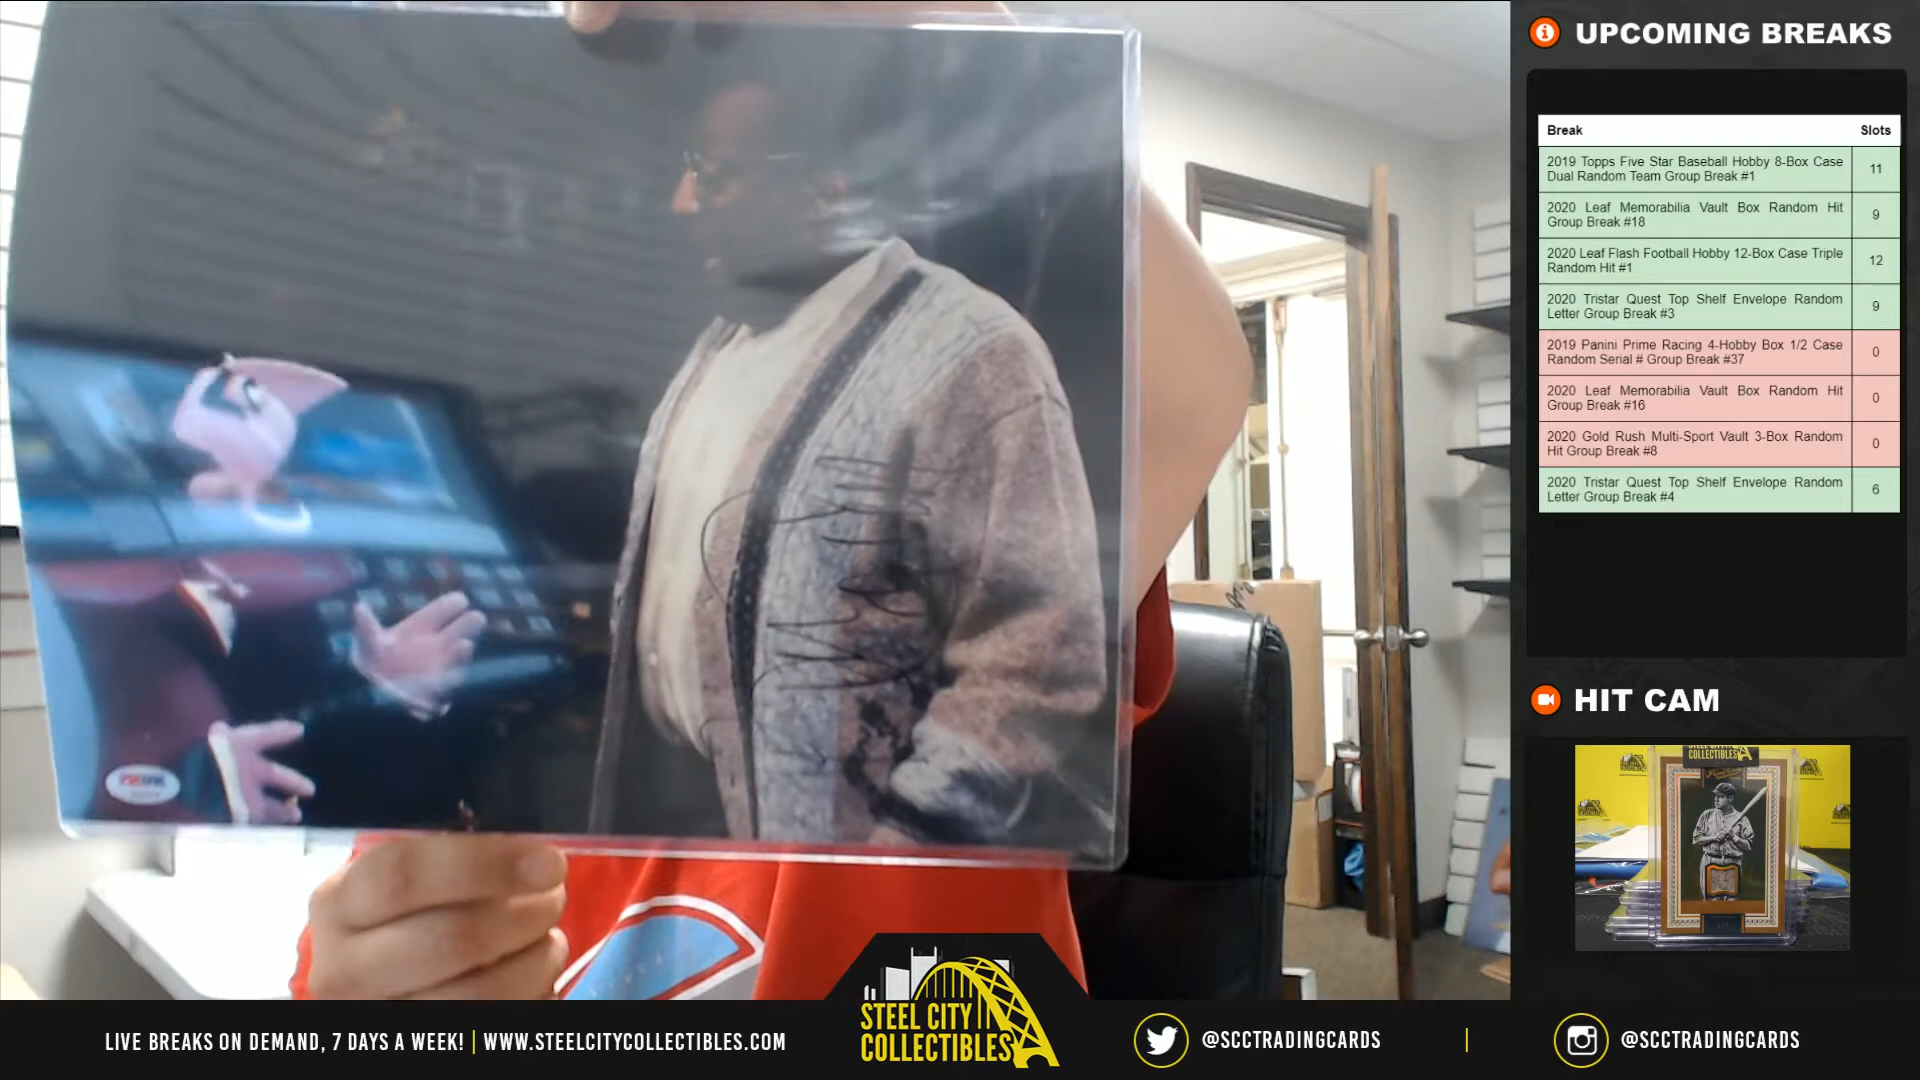 UPCOMING BREAKS
Break Slots
2019 Topps Five Star Baseball Hobby 8-Box Case
Dual Random Team Group Break #1
11
2020 Leaf Memorabilia Vault Box Random Hit
Group Break #18
9
2020 Leaf Flash Football Hobby 12-Box Case Triple
Random Hit #1
12
2020 Tristar Quest Top Shelf Envelope Random
Letter Group Break #3
9
2019 Panini Prime Racing 4-Hobby Box 1/2 Case
Random Serial # Group Break #37
0
2020 Leaf Memorabilia Vault Box Random Hit
Group Break #16
0
2020 Gold Rush Multi-Sport Vault 3-Box Random
Hit Group Break #8
0
2020 Tristar Quest Top Shelf Envelope Random
Letter Group Break #4
6
HIT CAM
COLLECTIBLES
LIVE BREAKS ON DEMAND, 7 DAYS A WEEK! | WWW.STEELCITYCOLLECTIBLES.COM
STEEL CITY
COLLECTIBLES
@SCCTRADINGCARDS
@SCCTRADINGCARDS